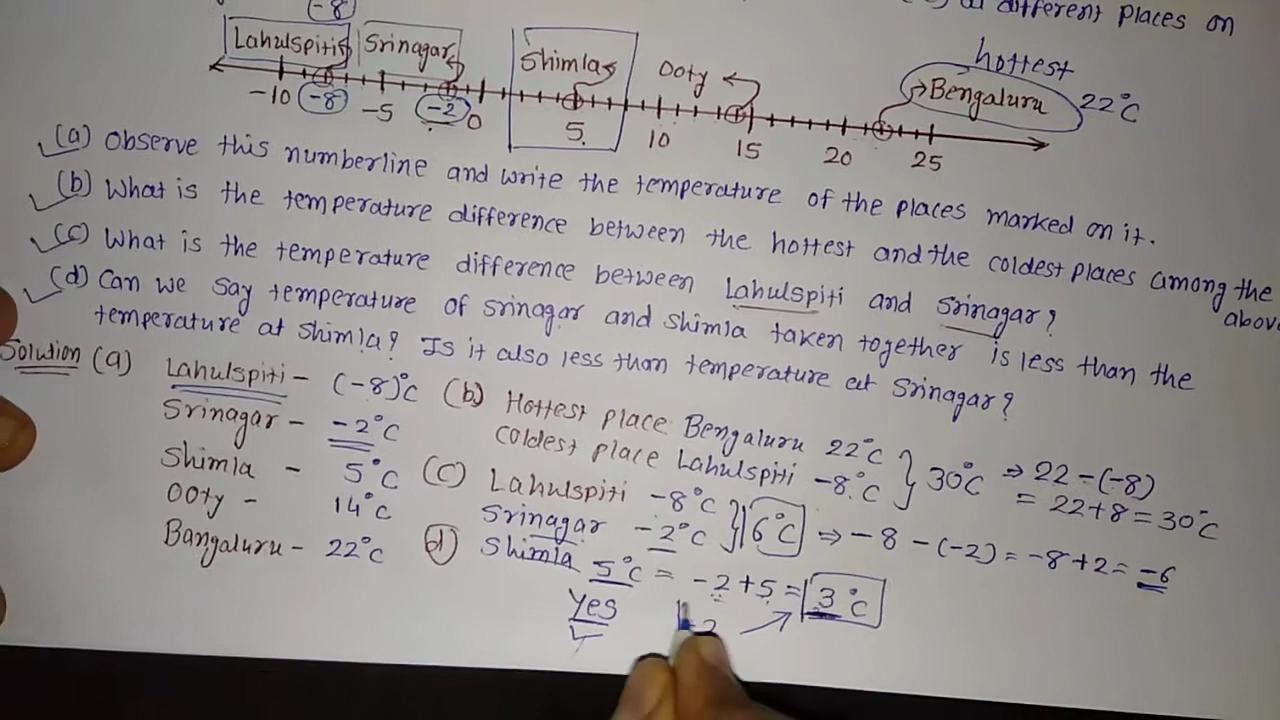 at different places on
-8
Lahulspiti Srinagar Shimla Ooty hottest Bengaluru 22°C
-10 -8 -5 -2 0 5 10 15 20 25
(a) Observe this numberline and write the temperature of the places marked on it.
(b) What is the temperature difference between the hottest and the coldest places among the above
(c) What is the temperature difference between Lahulspiti and Srinagar?
(d) Can we say temperature of srinagar and shimla taken together is less than the
temperature at shimla? Is it also less than temperature at Srinagar?
Solution (a) Lahulspiti - (-8)°C
Srinagar - -2°C
Shimla - 5°C
Ooty - 14°C
Bangaluru - 22°C
(b) Hottest place Bengaluru 22°C
coldest place Lahulspiti -8°C } 30°C ⇒ 22-(-8)
= 22+8=30°C
(c) Lahulspiti -8°C
Srinagar -2°C } 6°C ⇒ -8-(-2)=-8+2=-6
(d) Shimla 5°C = -2+5= 3°C
Yes